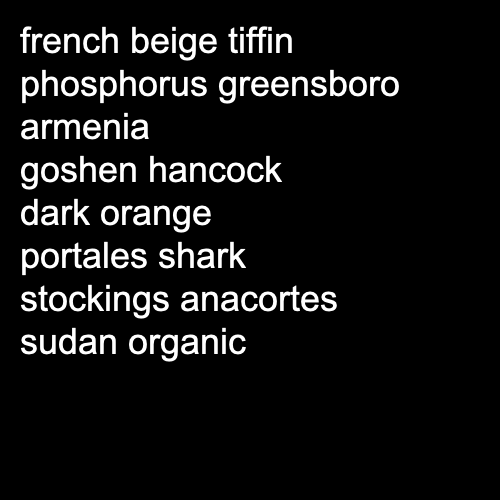 french beige tiffin
phosphorus greensboro
armenia
goshen hancock
dark orange
portales shark
stockings anacortes
sudan organic